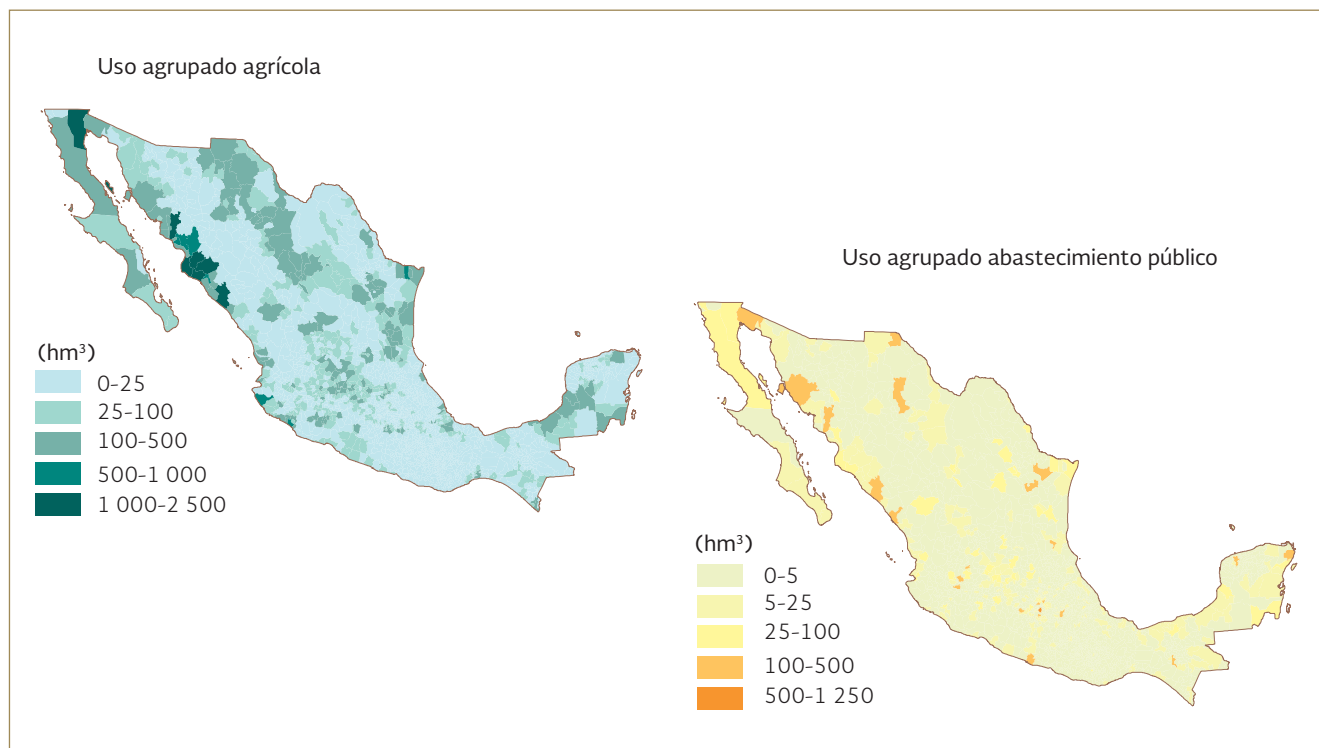 Uso agrupado agrícola
(hm³)
0-25
25-100
100-500
500-1 000
1 000-2 500
Uso agrupado abastecimiento público
(hm³)
0-5
5-25
25-100
100-500
500-1 250